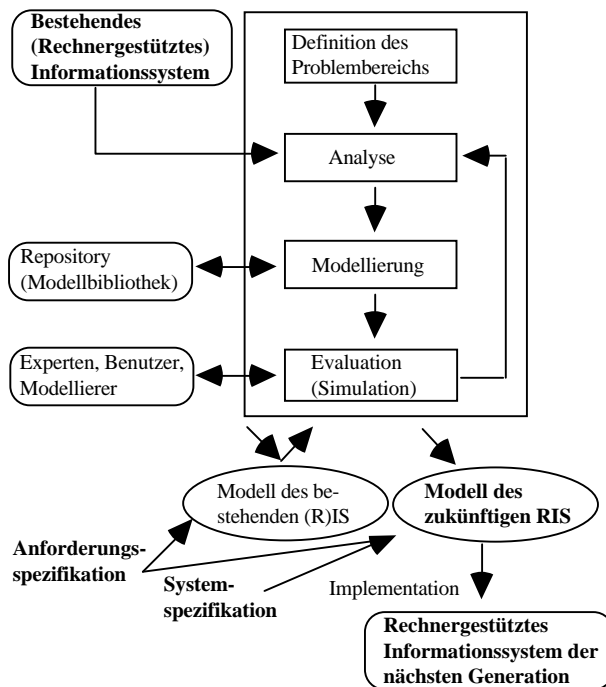 Bestehendes
(Rechnergestütztes)
Informationssystem
Definition des
Problembereichs
Analyse
Repository
(Modellbibliothek)
Modellierung
Experten, Benutzer,
Modellierer
Evaluation
(Simulation)
Modell des be-
stehenden (R)IS
Modell des
zukünftigen RIS
Anforderungs-
spezifikation
System-
spezifikation
Implementation
Rechnergestütztes
Informationssystem der
nächsten Generation